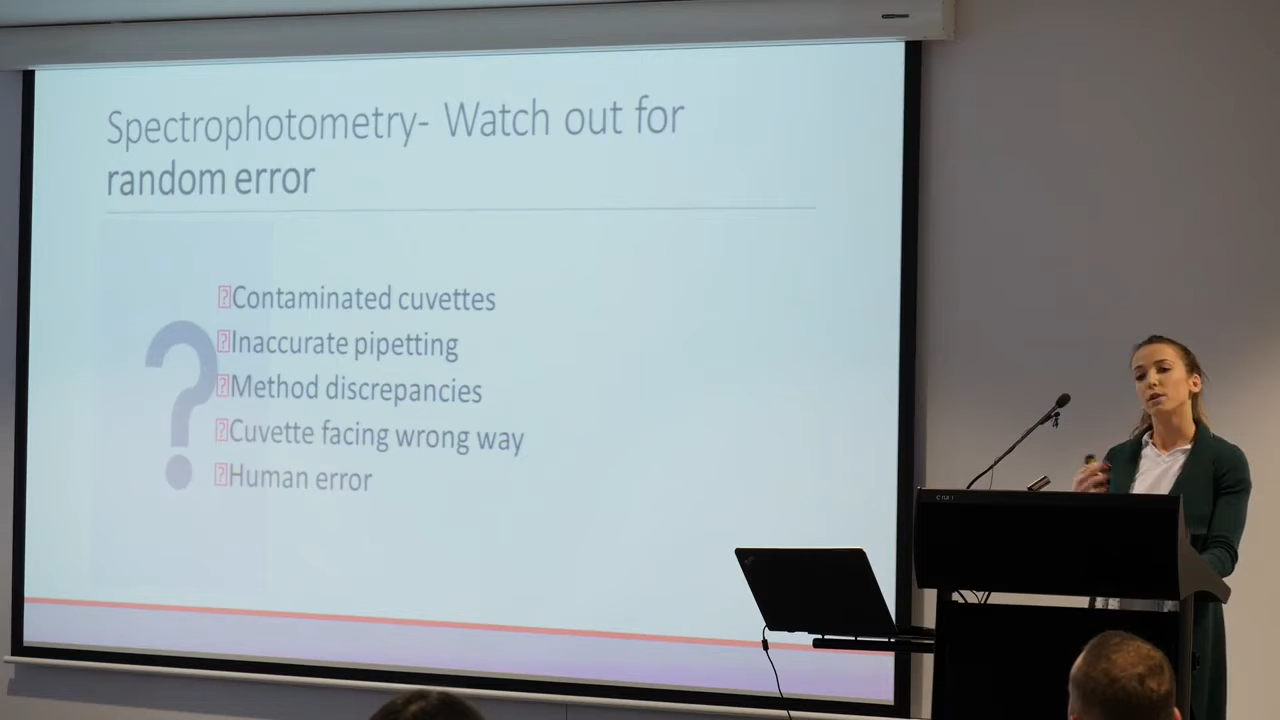 Spectrophotometry- Watch out for
random error
?
Contaminated cuvettes
Inaccurate pipetting
Method discrepancies
Cuvette facing wrong way
Human error